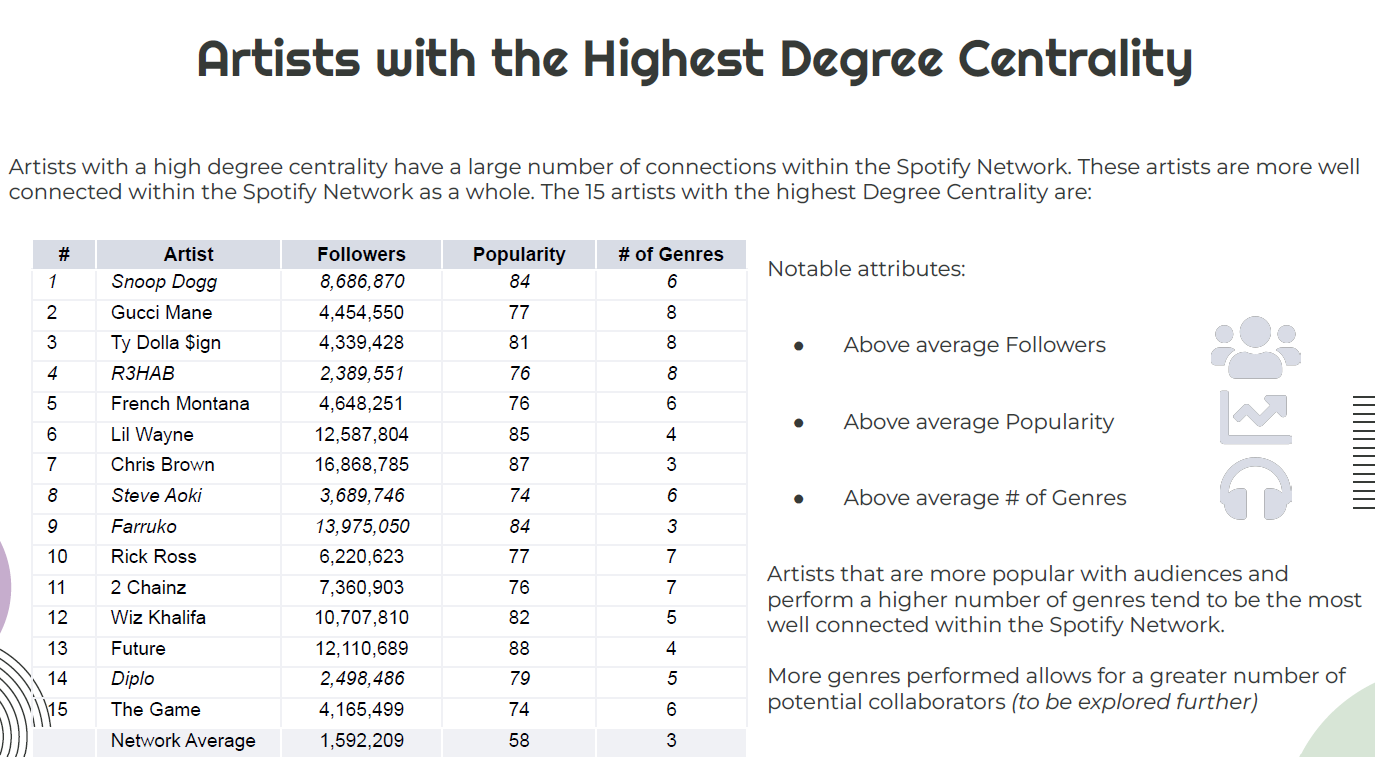 Artists with the Highest Degree Centrality
Artists with a high degree centrality have a large number of connections within the Spotify Network. These artists are more well
connected within the Spotify Network as a whole. The 15 artists with the highest Degree Centrality are:
# Artist Followers Popularity # of Genres
1 Snoop Dogg 8,686,870 84 6
2 Gucci Mane 4,454,550 77 8
3 Ty Dolla $ign 4,339,428 81 8
4 R3HAB 2,389,551 76 8
5 French Montana 4,648,251 76 6
6 Lil Wayne 12,587,804 85 4
7 Chris Brown 16,868,785 87 3
8 Steve Aoki 3,689,746 74 6
9 Farruko 13,975,050 84 3
10 Rick Ross 6,220,623 77 7
11 2 Chainz 7,360,903 76 7
12 Wiz Khalifa 10,707,810 82 5
13 Future 12,110,689 88 4
14 Diplo 2,498,486 79 5
15 The Game 4,165,499 74 6
Network Average 1,592,209 58 3
Notable attributes:
● Above average Followers
● Above average Popularity
● Above average # of Genres
Artists that are more popular with audiences and
perform a higher number of genres tend to be the most
well connected within the Spotify Network.
More genres performed allows for a greater number of
potential collaborators (to be explored further)